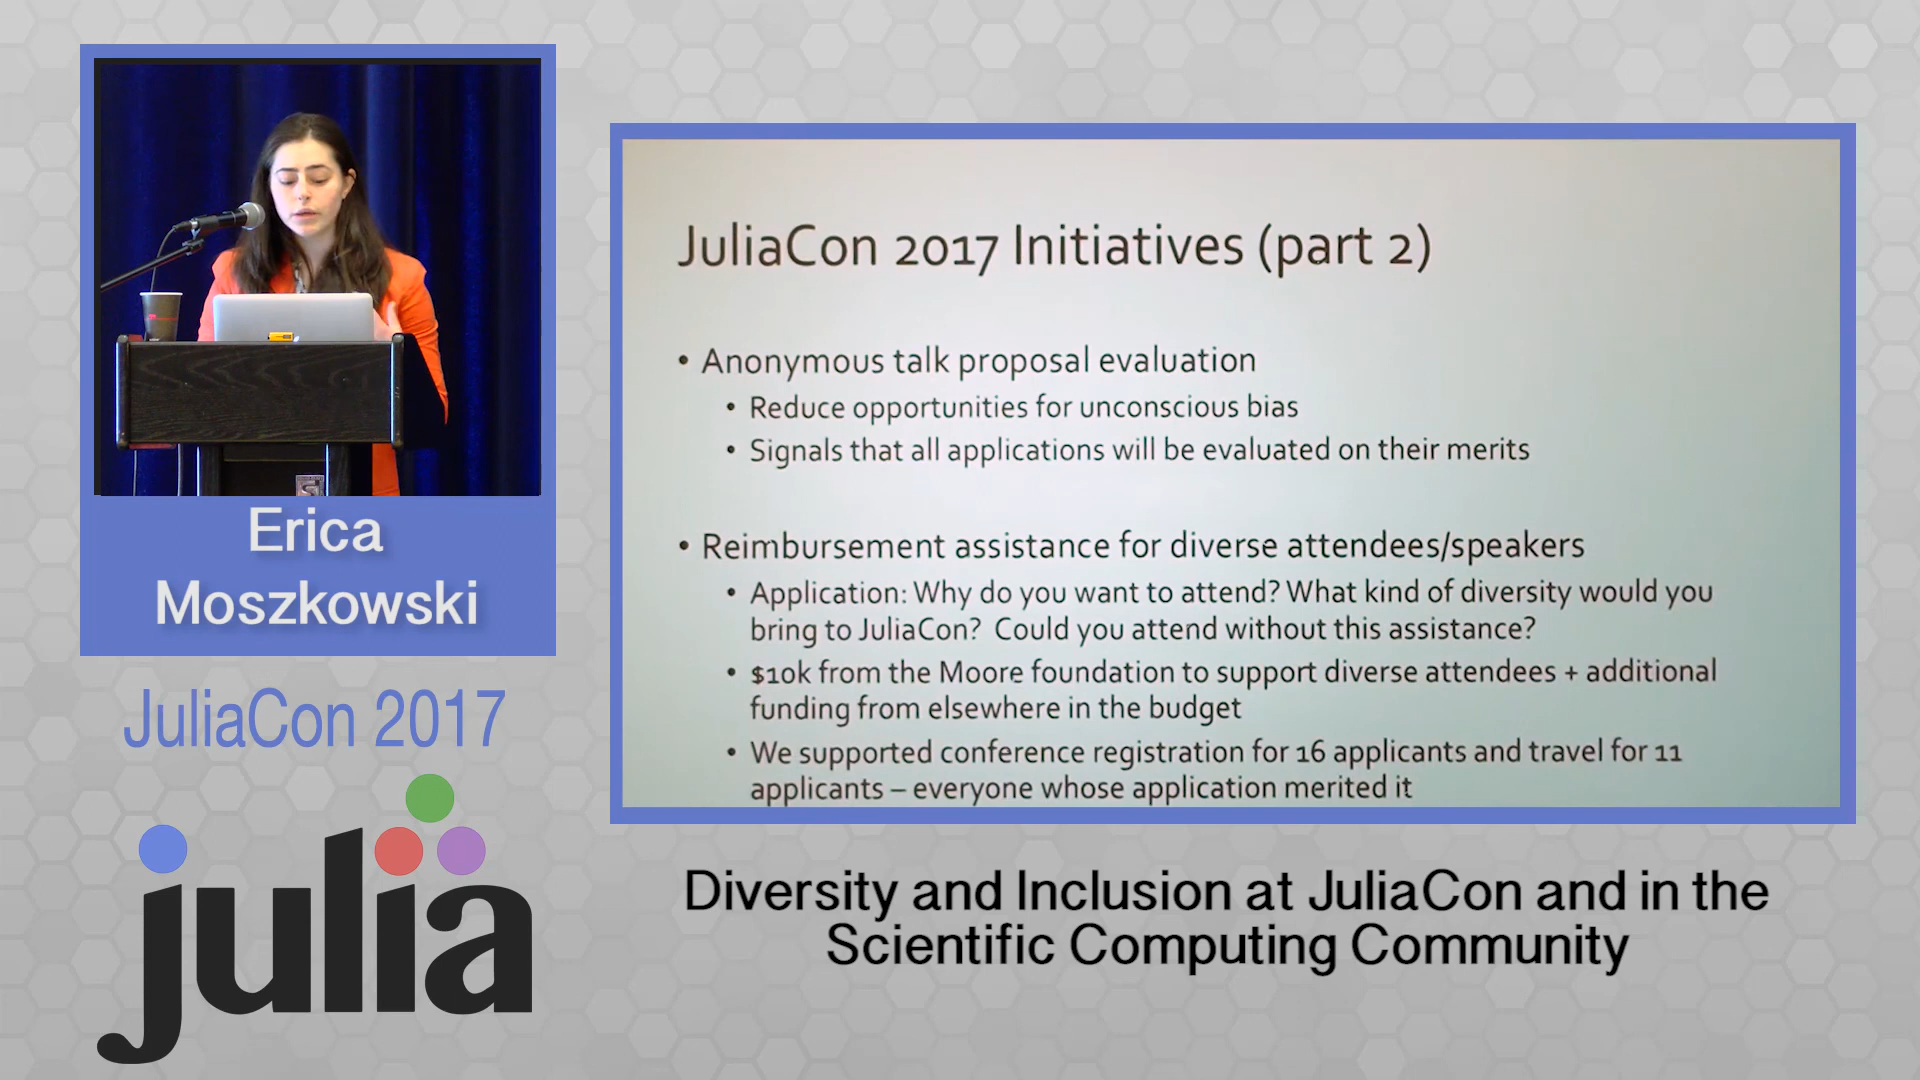 Erica
Moszkowski
JuliaCon 2017
julia
JuliaCon 2017 Initiatives (part 2)
• Anonymous talk proposal evaluation
• Reduce opportunities for unconscious bias
• Signals that all applications will be evaluated on their merits
• Reimbursement assistance for diverse attendees/speakers
• Application: Why do you want to attend? What kind of diversity would you
bring to JuliaCon? Could you attend without this assistance?
• $10k from the Moore foundation to support diverse attendees + additional
funding from elsewhere in the budget
• We supported conference registration for 16 applicants and travel for 11
applicants – everyone whose application merited it
Diversity and Inclusion at JuliaCon and in the
Scientific Computing Community